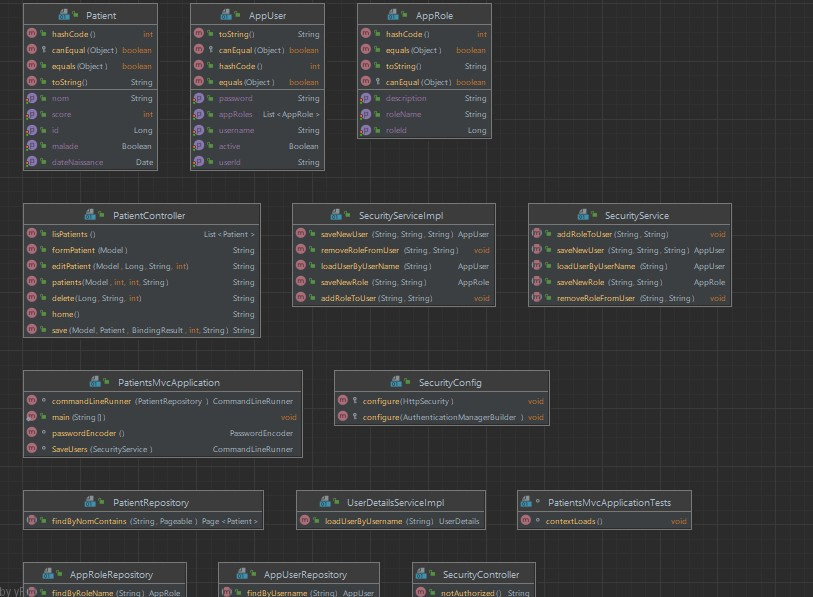 Patient
hashCode() int
canEqual(Object) boolean
equals(Object) boolean
toString() String
nom String
score int
id Long
malade Boolean
dateNaissance Date
AppUser
toString() String
canEqual(Object) boolean
hashCode() int
equals(Object) boolean
password String
appRoles List<AppRole>
username String
active Boolean
userId String
AppRole
hashCode() int
equals(Object) boolean
toString() String
canEqual(Object) boolean
description String
roleName String
roleId Long
PatientController
lisPatients() List<Patient>
formPatient(Model) String
editPatient(Model, Long, String, int) String
patients(Model, int, int, String) String
delete(Long, String, int) String
home() String
save(Model, Patient, BindingResult, int, String) String
SecurityServiceImpl
saveNewUser(String, String, String) AppUser
removeRoleFromUser(String, String) void
loadUserByUserName(String) AppUser
saveNewRole(String, String) AppRole
addRoleToUser(String, String) void
SecurityService
addRoleToUser(String, String) void
saveNewUser(String, String, String) AppUser
loadUserByUserName(String) AppUser
saveNewRole(String, String) AppRole
removeRoleFromUser(String, String) void
PatientsMvcApplication
commandLineRunner(PatientRepository) CommandLineRunner
main(String[]) void
passwordEncoder() PasswordEncoder
SaveUsers(SecurityService) CommandLineRunner
SecurityConfig
configure(HttpSecurity) void
configure(AuthenticationManagerBuilder) void
PatientRepository
findByNomContains(String, Pageable) Page<Patient>
UserDetailsServiceImpl
loadUserByUsername(String) UserDetails
PatientsMvcApplicationTests
contextLoads() void
AppRoleRepository
findByRoleName(String) AppRole
AppUserRepository
findByUsername(String) AppUser
SecurityController
notAuthorized() String